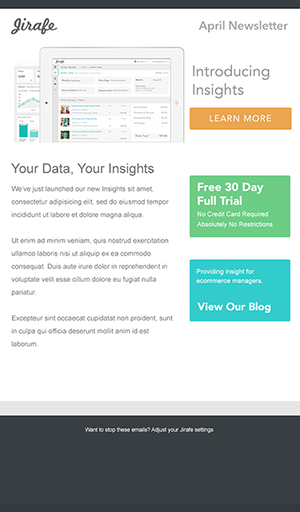 Jirafe
April Newsletter
Introducing
Insights
LEARN MORE
Your Data, Your Insights
We've just launched our new Insights sit amet,
consectetur adipisicing elit, sed do eiusmod tempor
incididunt ut labore et dolore magna aliqua.
Ut enim ad minim veniam, quis nostrud exercitation
ullamco laboris nisi ut aliquip ex ea commodo
consequat. Duis aute irure dolor in reprehenderit in
voluptate velit esse cillum dolore eu fugiat nulla
pariatur.
Excepteur sint occaecat cupidatat non proident, sunt
in culpa qui officia deserunt mollit anim id est
laborum.
Free 30 Day
Full Trial
No Credit Card Required
Absolutely No Restrictions
Providing insight for
ecommerce managers.
View Our Blog
Want to stop these emails? Adjust your Jirafe settings